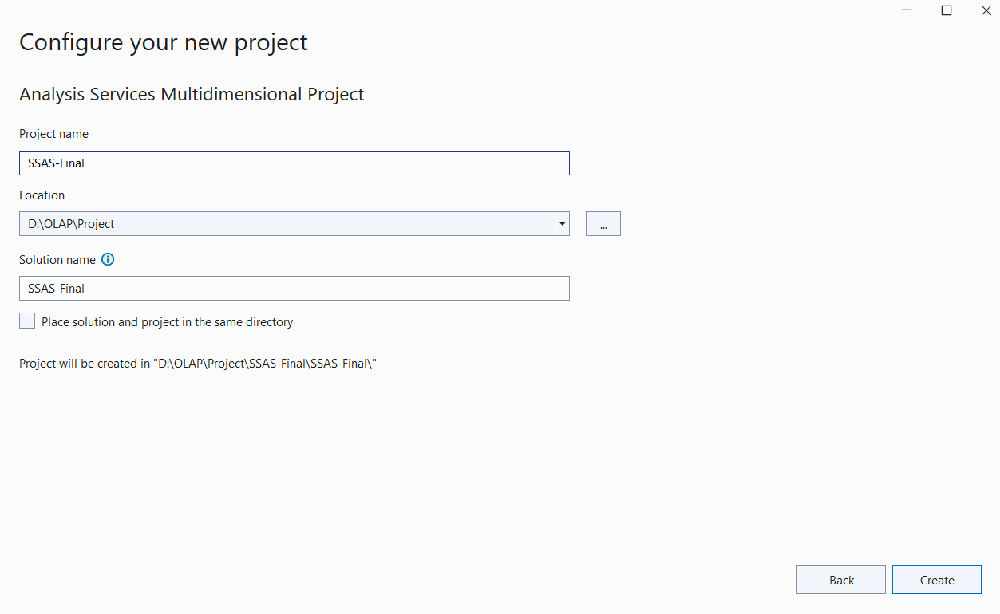 Configure your new project
Analysis Services Multidimensional Project
Project name
SSAS-Final
Location
D:\OLAP\Project
...
Solution name
SSAS-Final
Place solution and project in the same directory
Project will be created in "D:\OLAP\Project\SSAS-Final\SSAS-Final\"
Back
Create